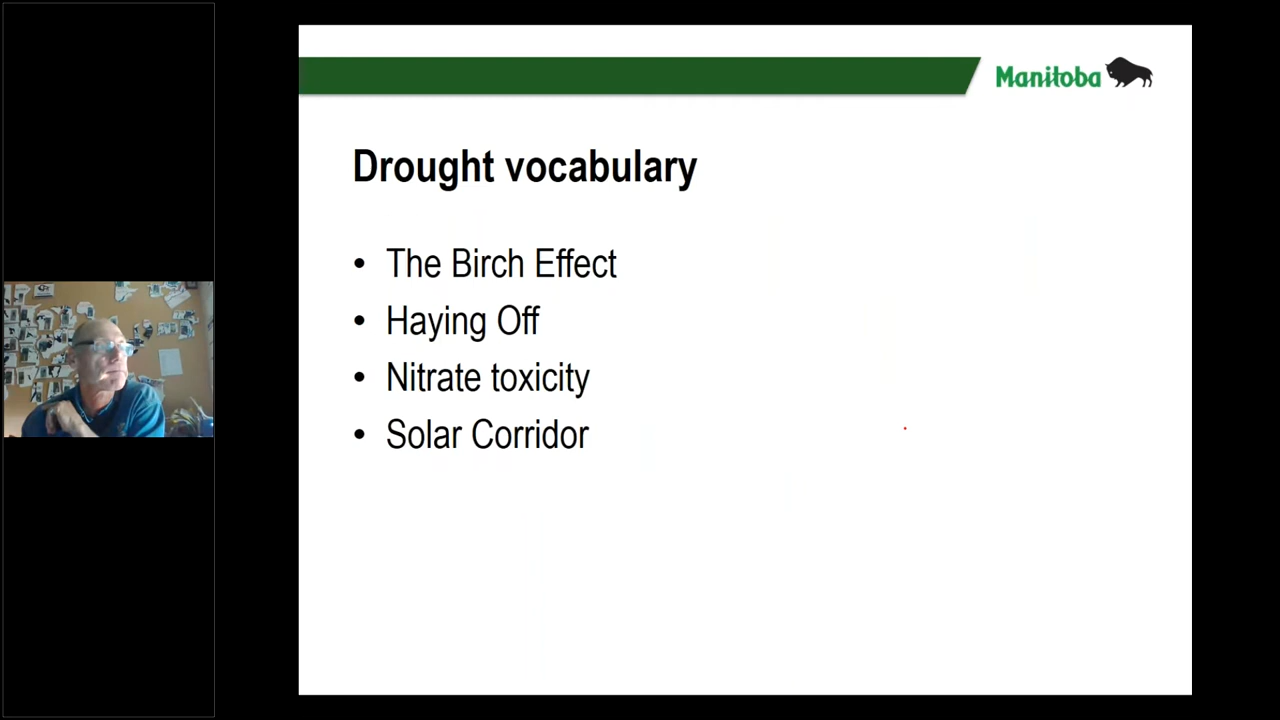 Manitoba
Drought vocabulary
• The Birch Effect
• Haying Off
• Nitrate toxicity
• Solar Corridor